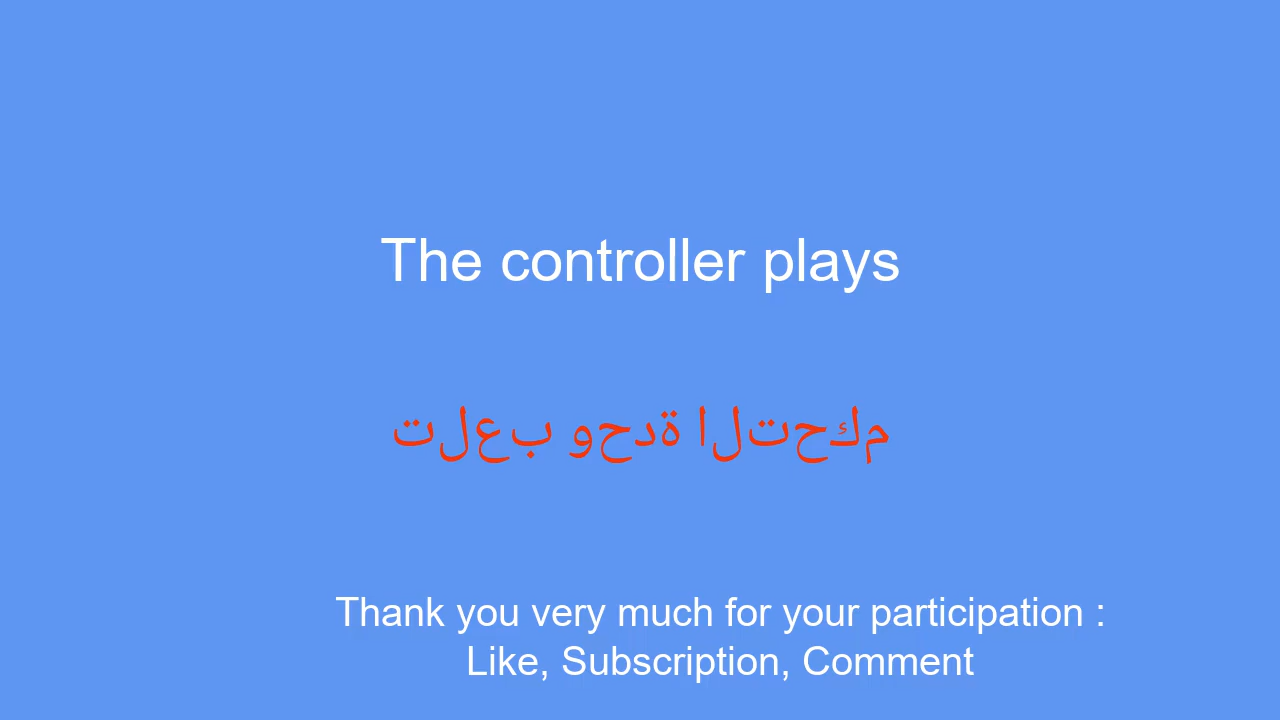 The controller plays
تلعب وحدة التحكم
Thank you very much for your participation :
Like, Subscription, Comment